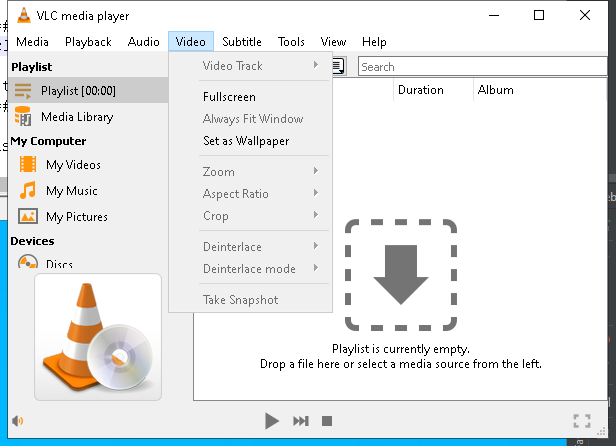 VLC media player
Media Playback Audio Video Subtitle Tools View Help
Playlist
Playlist [00:00]
Media Library
My Computer
My Videos
My Music
My Pictures
Devices
Discs
Video Track
Fullscreen
Always Fit Window
Set as Wallpaper
Zoom
Aspect Ratio
Crop
Deinterlace
Deinterlace mode
Take Snapshot
Search
Duration Album
Playlist is currently empty.
Drop a file here or select a media source from the left.